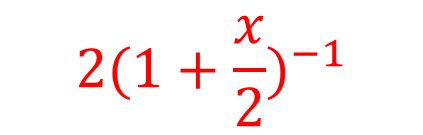 2(1 + x/2)^{-1}